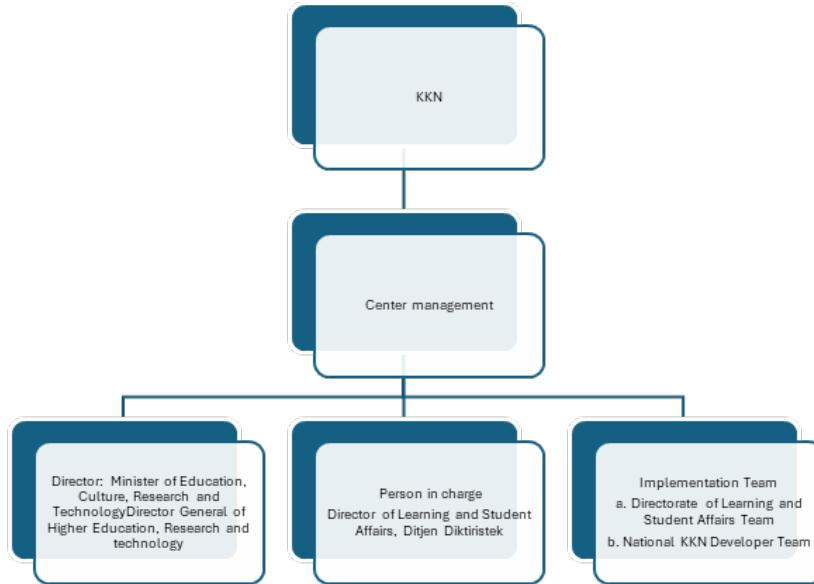 KKN
Center management
Director: Minister of Education,
Culture, Research and
TechnologyDirector General of
Higher Education, Research and
technology
Person in charge
Director of Learning and Student
Affairs, Ditjen Diktiristek
Implementation Team
a. Directorate of Learning and
Student Affairs Team
b. National KKN Developer Team